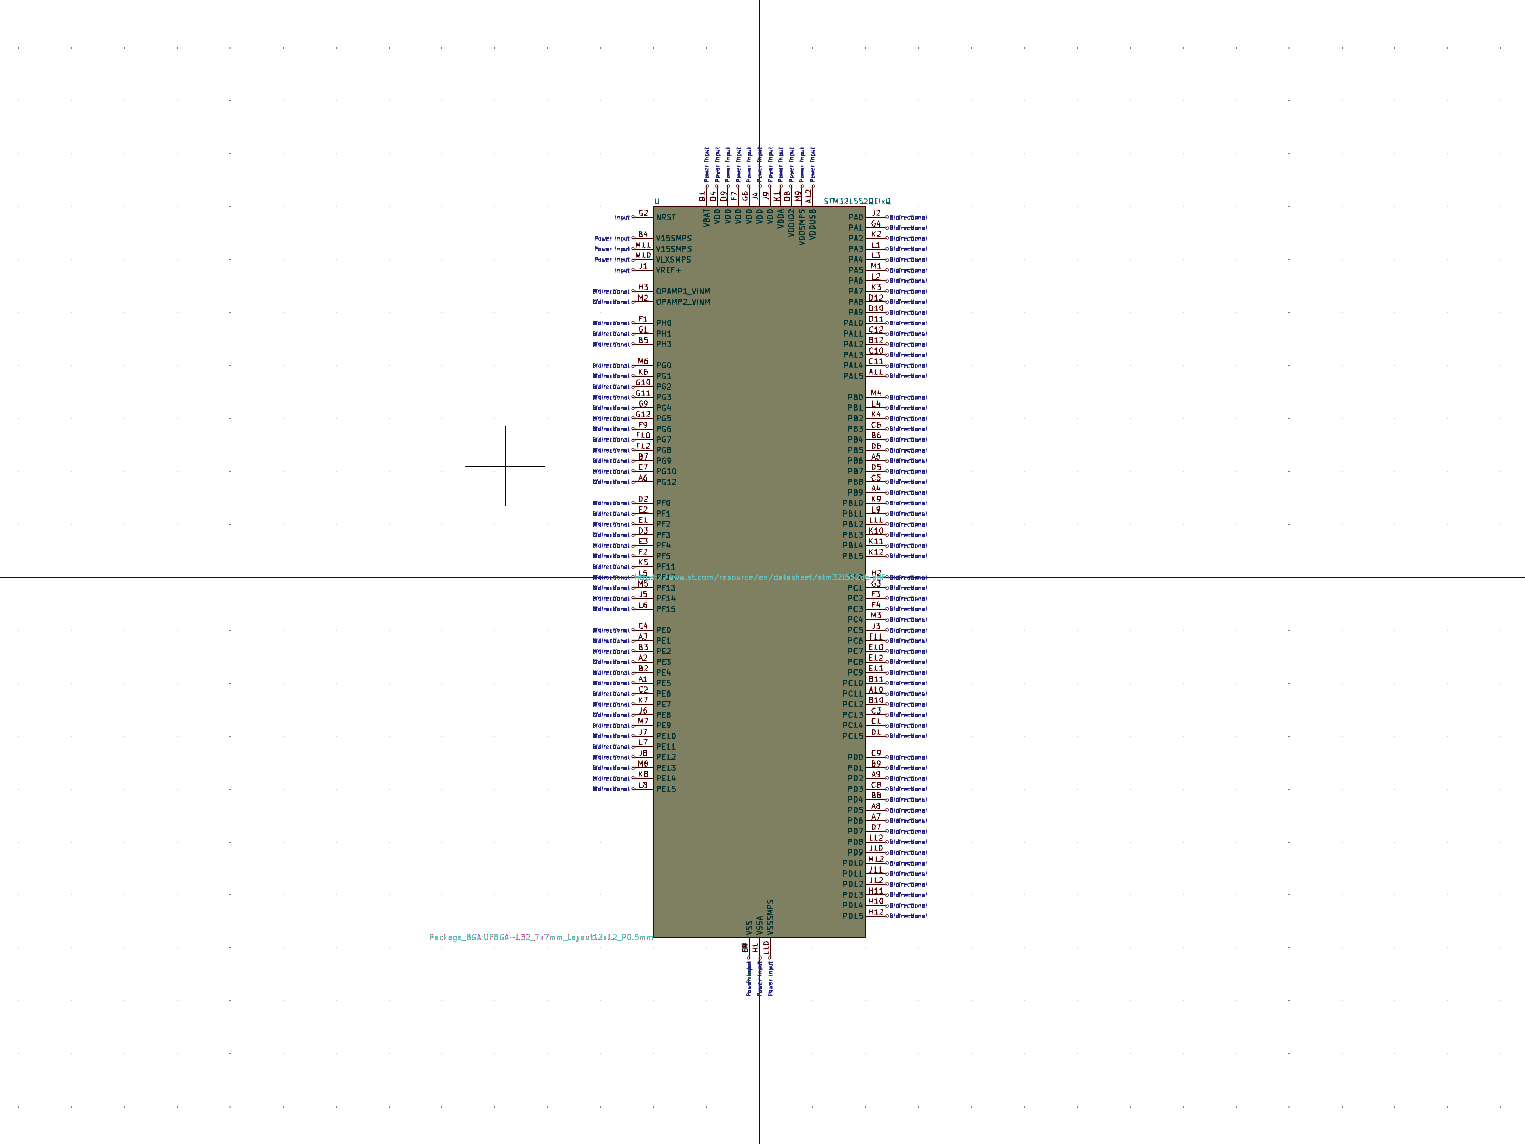 U
STM32L552QEIxQ
Power Input B1 VBAT
Power Input D4 VDD
Power Input D9 VDD
Power Input F7 VDD
Power Input G6 VDD
Power Input J4 VDD
Power Input J9 VDD
Power Input K1 VDDA
Power Input D8 VDDIO2
Power Input M9 VDDSMPS
Power Input A12 VDDUSB
Input G2 NRST
Power Input B4 V15SMPS
Power Input M11 V15SMPS
Power Input M10 VLXSMPS
Input J1 VREF+
Bidirectional H3 OPAMP1_VINM
Bidirectional M2 OPAMP2_VINM
Bidirectional F1 PH0
Bidirectional G1 PH1
Bidirectional B5 PH3
Bidirectional M6 PG0
Bidirectional K6 PG1
Bidirectional G10 PG2
Bidirectional G11 PG3
Bidirectional G9 PG4
Bidirectional G12 PG5
Bidirectional F9 PG6
Bidirectional F10 PG7
Bidirectional F12 PG8
Bidirectional B7 PG9
Bidirectional C7 PG10
Bidirectional A6 PG12
Bidirectional D2 PF0
Bidirectional E2 PF1
Bidirectional E1 PF2
Bidirectional D3 PF3
Bidirectional E3 PF4
Bidirectional F2 PF5
Bidirectional K5 PF11
Bidirectional L5
Bidirectional M5 PF13
Bidirectional J5 PF14
Bidirectional L6 PF15
Bidirectional C4 PE0
Bidirectional A3 PE1
Bidirectional B3 PE2
Bidirectional A2 PE3
Bidirectional B2 PE4
Bidirectional A1 PE5
Bidirectional C2 PE6
Bidirectional K7 PE7
Bidirectional J6 PE8
Bidirectional M7 PE9
Bidirectional J7 PE10
Bidirectional L7 PE11
Bidirectional J8 PE12
Bidirectional M8 PE13
Bidirectional K8 PE14
Bidirectional L8 PE15
PA0 J2 Bidirectional
PA1 G4 Bidirectional
PA2 K2 Bidirectional
PA3 L1 Bidirectional
PA4 L3 Bidirectional
PA5 M1 Bidirectional
PA6 L2 Bidirectional
PA7 K3 Bidirectional
PA8 D12 Bidirectional
PA9 D10 Bidirectional
PA10 D11 Bidirectional
PA11 C12 Bidirectional
PA12 B12 Bidirectional
PA13 C10 Bidirectional
PA14 C11 Bidirectional
PA15 A11 Bidirectional
PB0 M4 Bidirectional
PB1 L4 Bidirectional
PB2 K4 Bidirectional
PB3 C6 Bidirectional
PB4 B6 Bidirectional
PB5 D6 Bidirectional
PB6 A5 Bidirectional
PB7 D5 Bidirectional
PB8 C5 Bidirectional
PB9 A4 Bidirectional
PB10 K9 Bidirectional
PB11 L9 Bidirectional
PB12 L11 Bidirectional
PB13 K10 Bidirectional
PB14 K11 Bidirectional
PB15 K12 Bidirectional
H2 Bidirectional
PC1 G3 Bidirectional
PC2 F3 Bidirectional
PC3 F4 Bidirectional
PC4 M3 Bidirectional
PC5 J3 Bidirectional
PC6 F11 Bidirectional
PC7 E10 Bidirectional
PC8 E12 Bidirectional
PC9 E11 Bidirectional
PC10 B11 Bidirectional
PC11 A10 Bidirectional
PC12 B10 Bidirectional
PC13 C3 Bidirectional
PC14 C1 Bidirectional
PC15 D1 Bidirectional
PD0 C9 Bidirectional
PD1 B9 Bidirectional
PD2 A9 Bidirectional
PD3 C8 Bidirectional
PD4 B8 Bidirectional
PD5 A8 Bidirectional
PD6 A7 Bidirectional
PD7 D7 Bidirectional
PD8 L12 Bidirectional
PD9 J10 Bidirectional
PD10 M12 Bidirectional
PD11 J11 Bidirectional
PD12 J12 Bidirectional
PD13 H11 Bidirectional
PD14 H10 Bidirectional
PD15 H12 Bidirectional
Package_BGA:UFBGA-132_7x7mm_Layout12x12_P0.5mm
VSS Power Input
VSSA H1 Power Input
VSSSMPS L10 Power Input